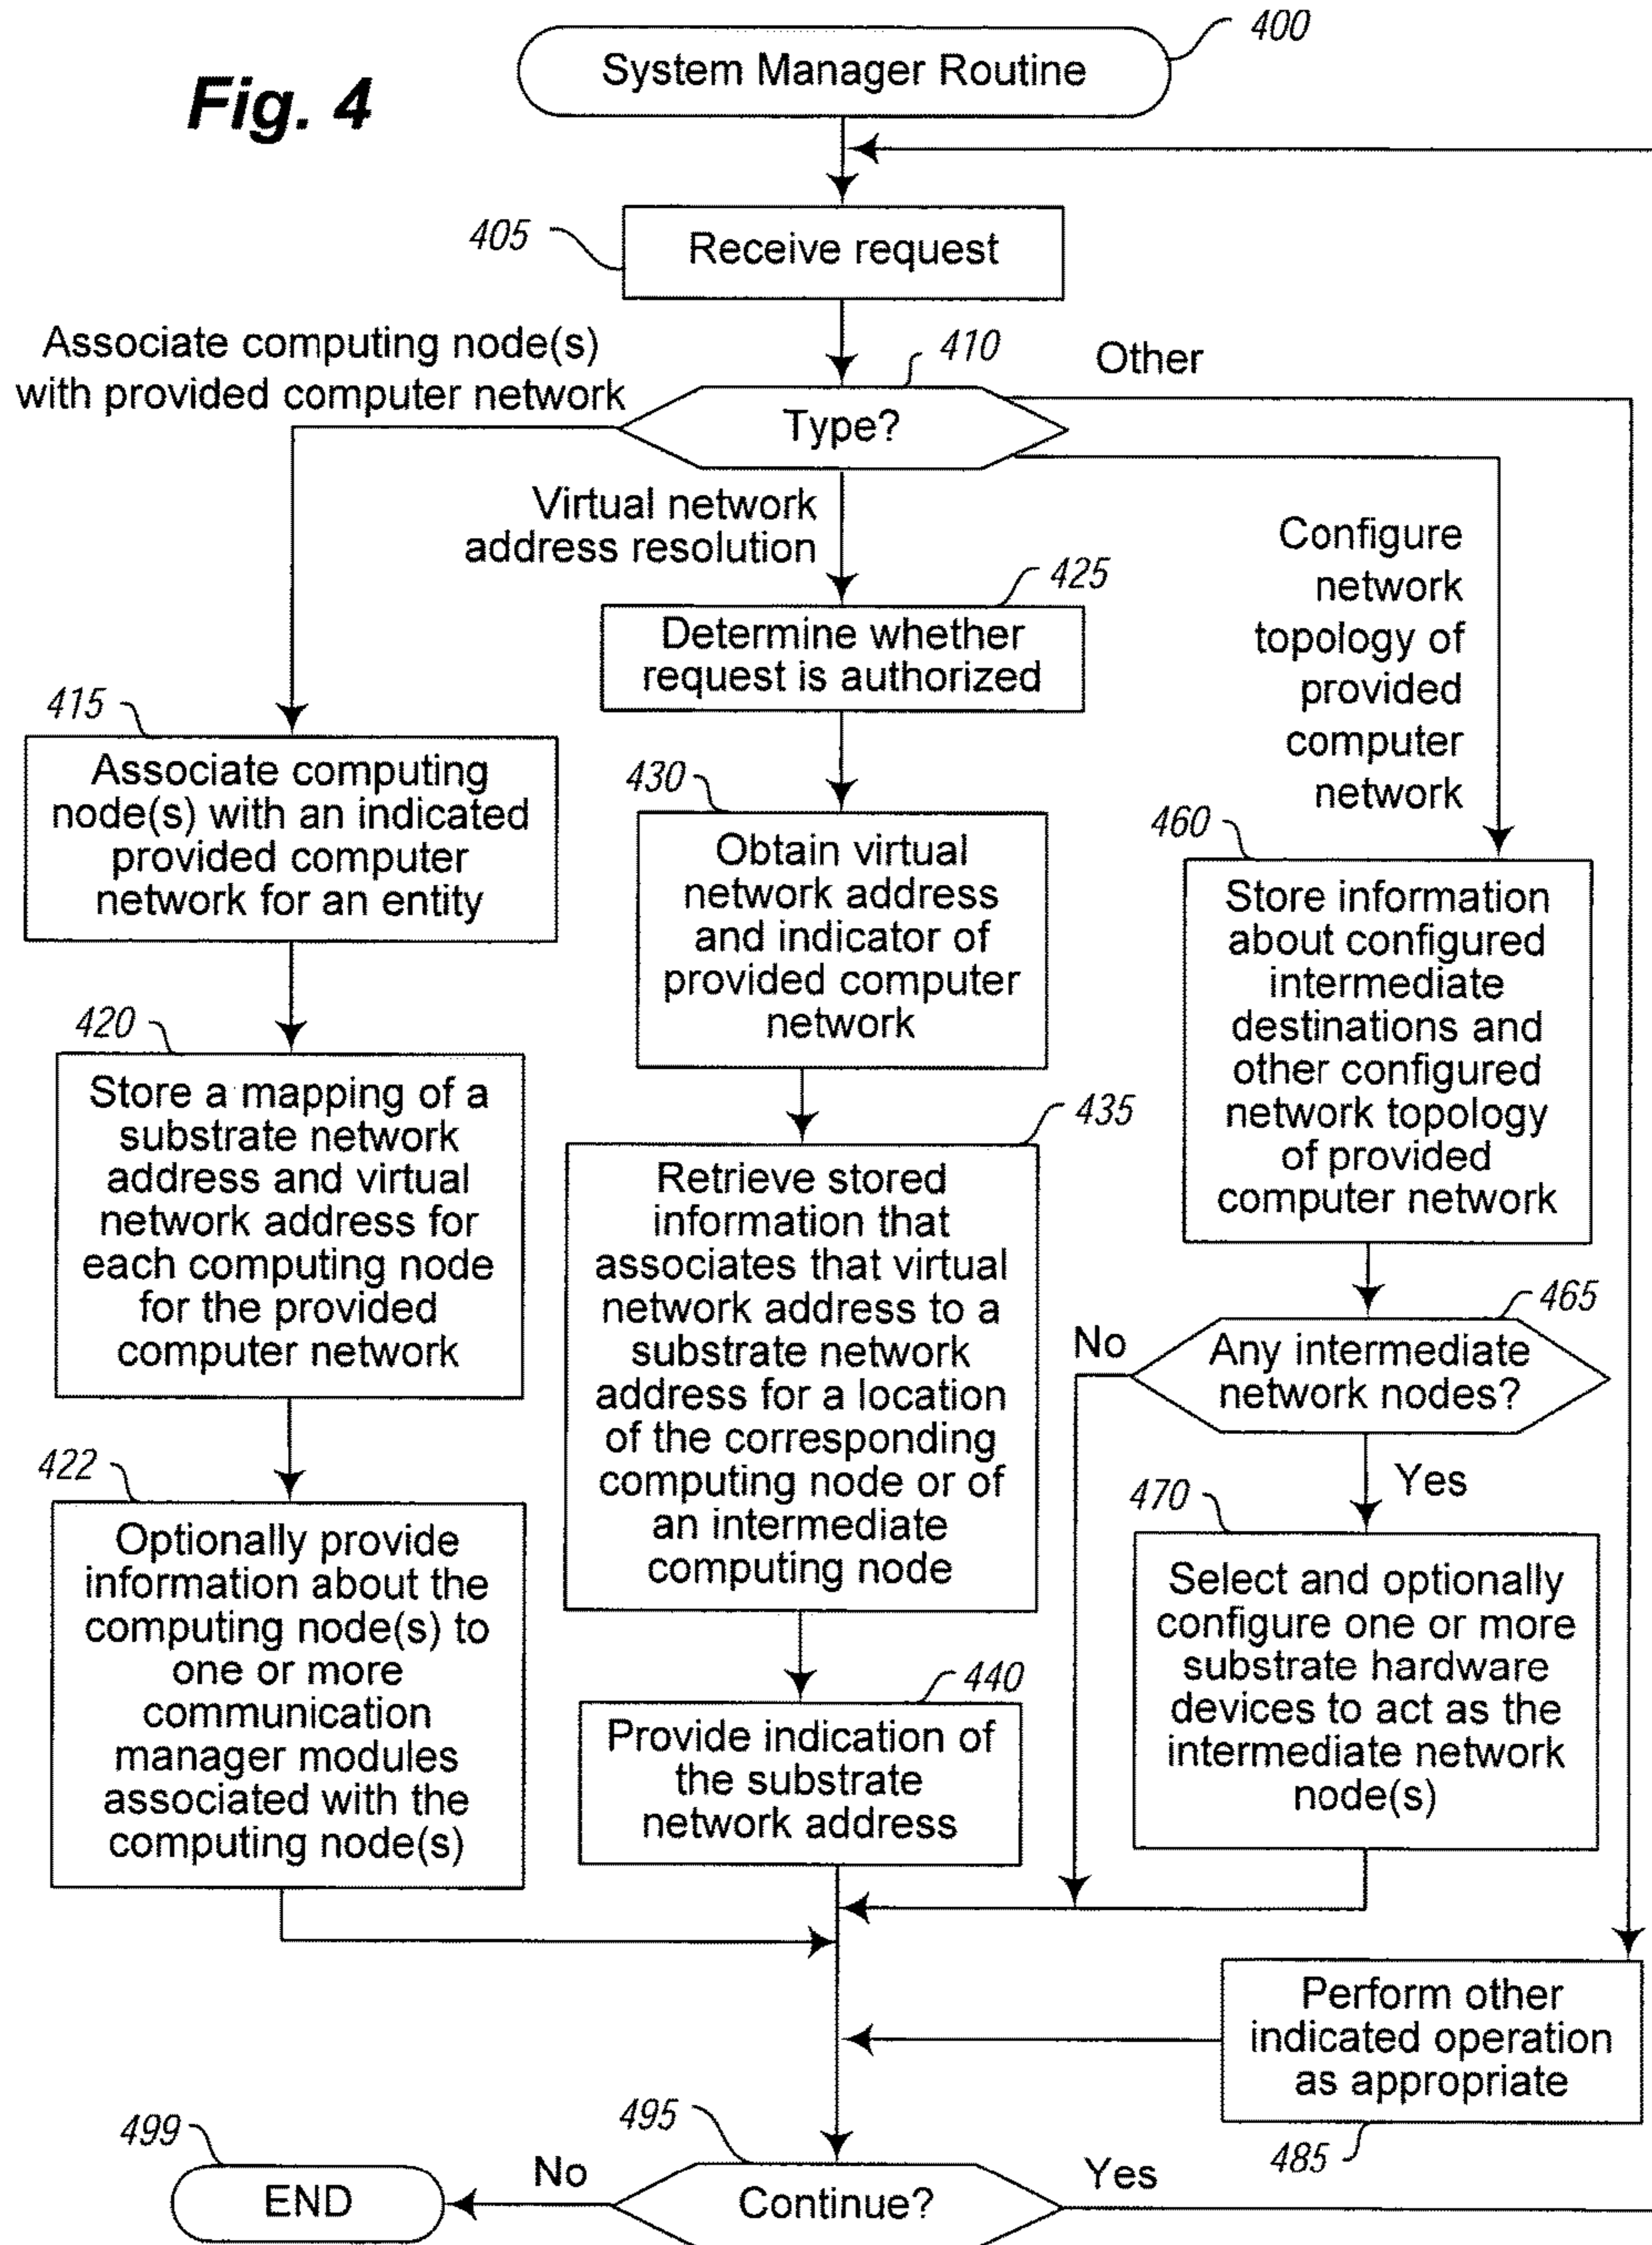 Fig. 4
400
System Manager Routine
405
Receive request
Associate computing node(s)
with provided computer network
410
Other
Type?
Virtual network
address resolution
Configure
network
topology of
provided
computer
network
425
Determine whether
request is authorized
415
Associate computing
node(s) with an indicated
provided computer
network for an entity
430
Obtain virtual
network address
and indicator of
provided computer
network
460
Store information
about configured
intermediate
destinations and
other configured
network topology
of provided
computer network
420
Store a mapping of a
substrate network
address and virtual
network address for
each computing node
for the provided
computer network
435
Retrieve stored
information that
associates that virtual
network address to a
substrate network
address for a location
of the corresponding
computing node or of
an intermediate
computing node
465
No
Any intermediate
network nodes?
Yes
422
Optionally provide
information about the
computing node(s) to
one or more
communication
manager modules
associated with the
computing node(s)
470
Select and optionally
configure one or more
substrate hardware
devices to act as the
intermediate network
node(s)
440
Provide indication of
the substrate
network address
Perform other
indicated operation
as appropriate
485
499
END
No
495
Continue?
Yes